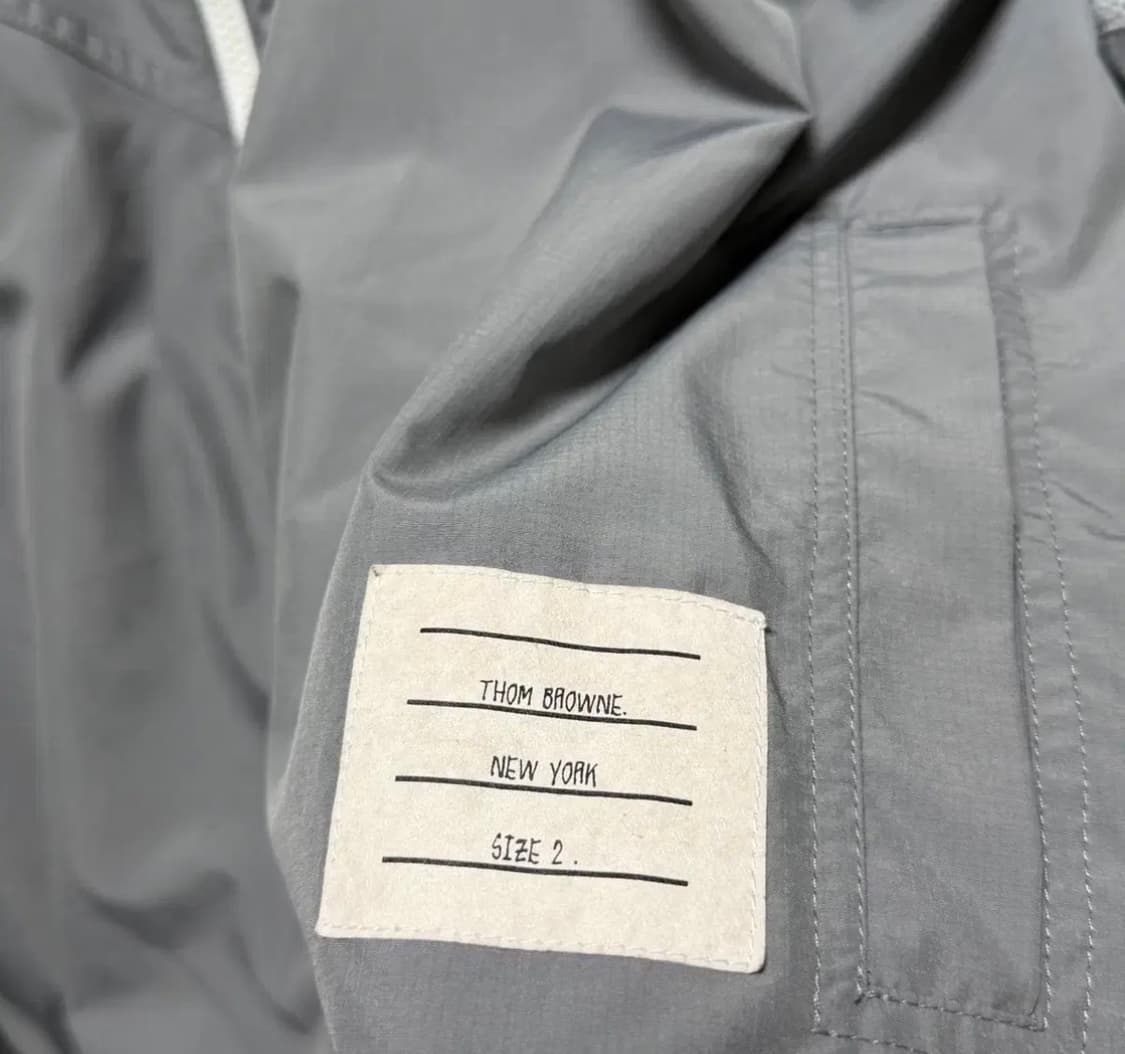 THOM BROWNE.
NEW YORK
SIZE 2.